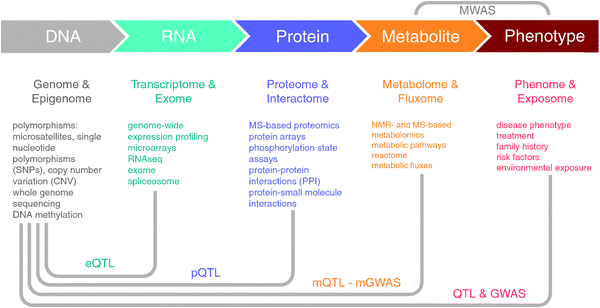 MWAS
DNA
RNA
Protein
Metabolite
Phenotype
Genome &
Epigenome
polymorphisms:
microsatellites, single
nucleotide
polymorphisms
(SNPs), copy number
variation (CNV)
whole genome
sequencing
DNA methylation
Transcriptome &
Exome
genome-wide
expression profiling
microarrays
RNAseq
exome
spliceosome
Proteome &
Interactome
MS-based proteomics
protein arrays
phosphorylation state
assays
protein-protein
interactions (PPI)
protein-small molecule
interactions
Metabolome &
Fluxome
NMR- and MS-based
metabolomics
metabolic pathways
reactome
metabolic fluxes
Phenome &
Exposome
disease phenotype
treatment
family history
risk factors
environmental exposure
eQTL
pQTL
mQTL - mGWAS
QTL & GWAS